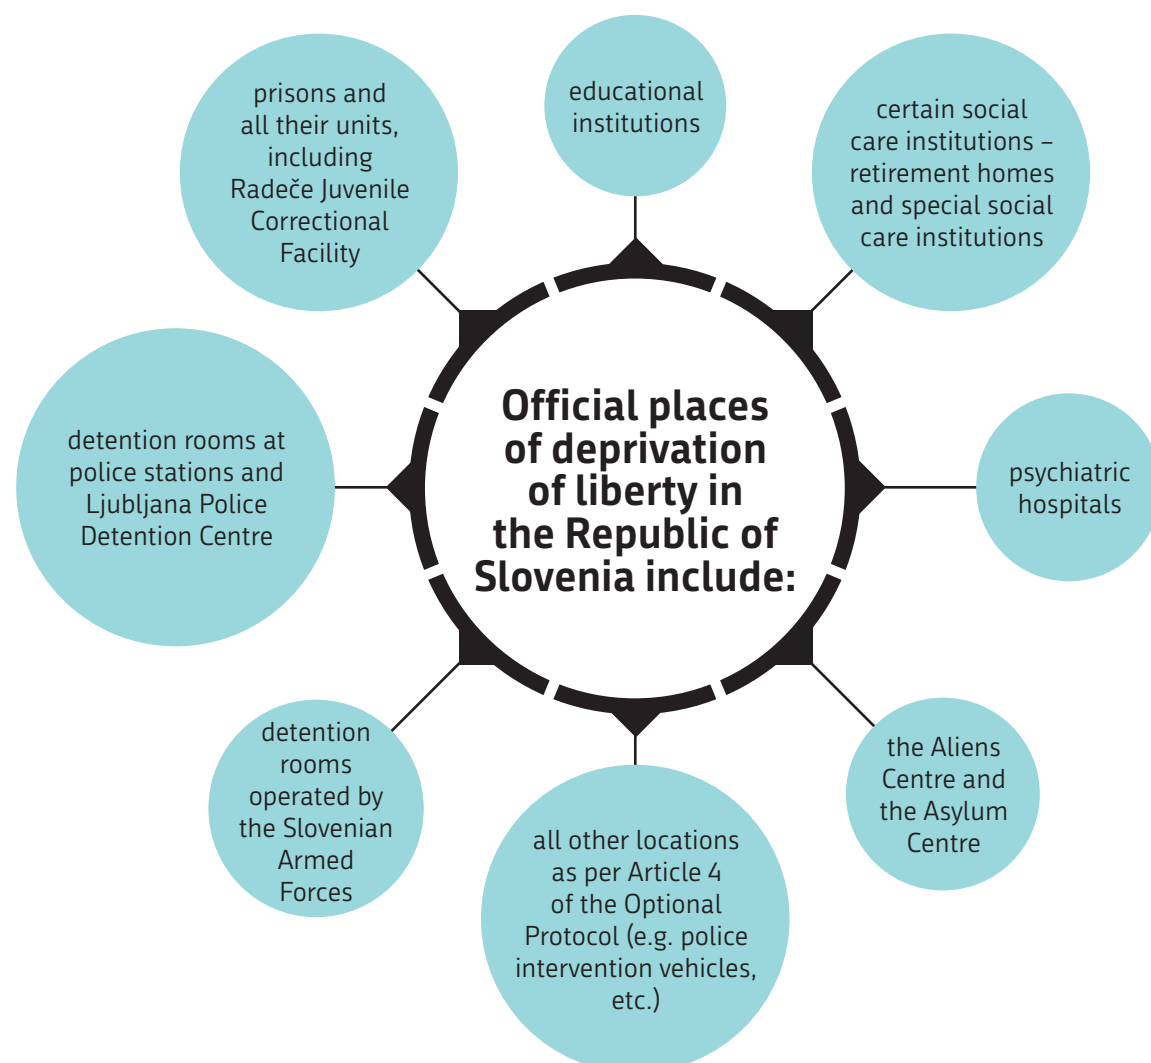 Official places
of deprivation
of liberty in
the Republic of
Slovenia include:
educational
institutions
certain social
care institutions –
retirement homes
and special social
care institutions
psychiatric
hospitals
the Aliens
Centre and
the Asylum
Centre
all other locations
as per Article 4
of the Optional
Protocol (e.g. police
intervention vehicles,
etc.)
detention
rooms
operated by
the Slovenian
Armed
Forces
detention rooms at
police stations and
Ljubljana Police
Detention Centre
prisons and
all their units,
including
Radeče Juvenile
Correctional
Facility